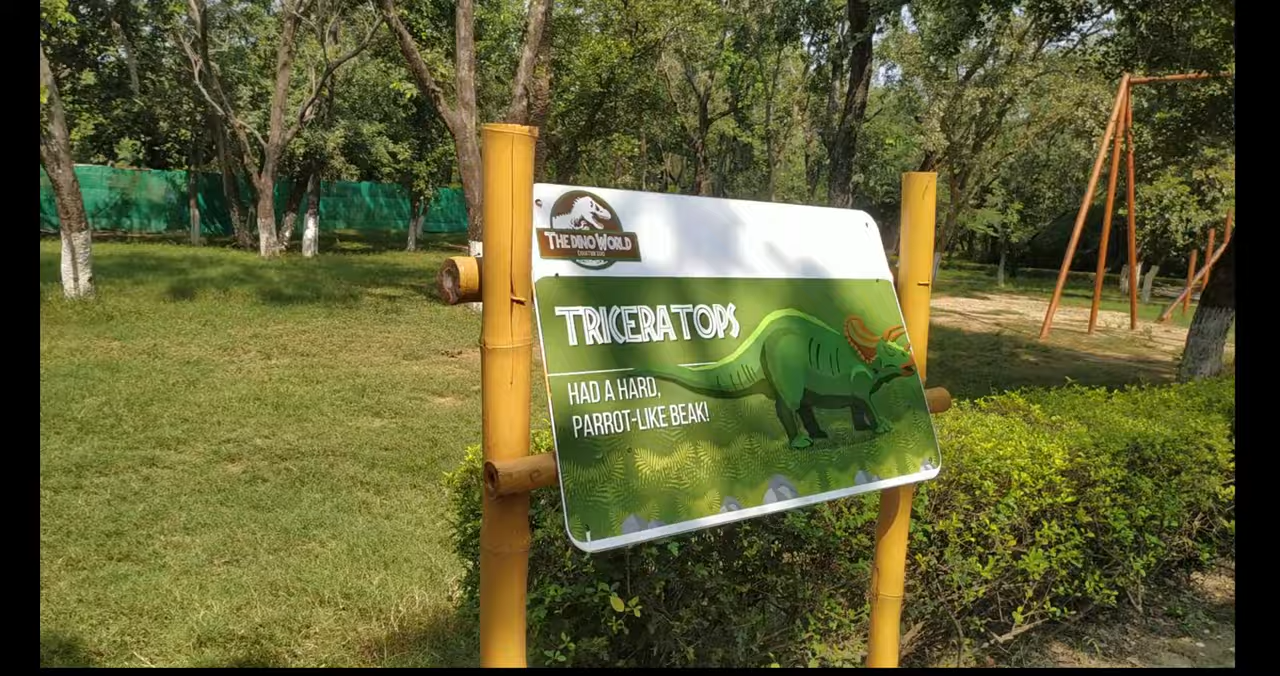 THE DINO WORLD
TRICERATOPS
HAD A HARD,
PARROT-LIKE BEAK!